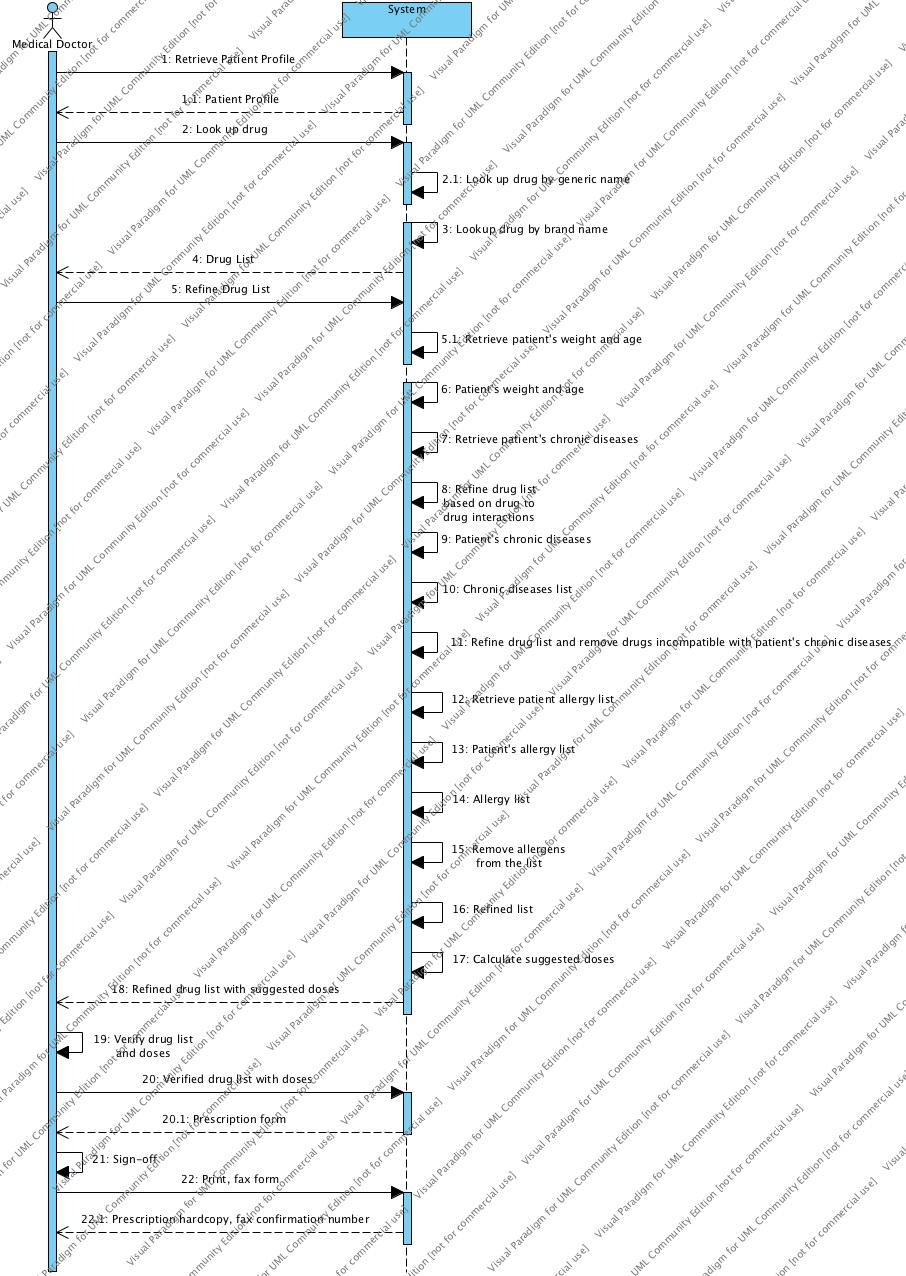 System
Medical Doctor
1: Retrieve Patient Profile
1.1: Patient Profile
2: Look up drug
2.1: Look up drug by generic name
3: Lookup drug by brand name
4: Drug List
5: Refine Drug List
5.1: Retrieve patient's weight and age
6: Patient's weight and age
7: Retrieve patient's chronic diseases
8: Refine drug list
based on drug to
drug interactions
9: Patient's chronic diseases
10: Chronic diseases list
11: Refine drug list and remove drugs incompatible with patient's chronic diseases
12: Retrieve patient allergy list
13: Patient's allergy list
14: Allergy list
15: Remove allergens
from the list
16: Refined list
17: Calculate suggested doses
18: Refined drug list with suggested doses
19: Verify drug list
and doses
20: Verified drug list with doses
20.1: Prescription form
21: Sign-off
22: Print, fax form
22.1: Prescription hardcopy, fax confirmation number
Visual Paradigm for UML Community Edition [not for commercial use]